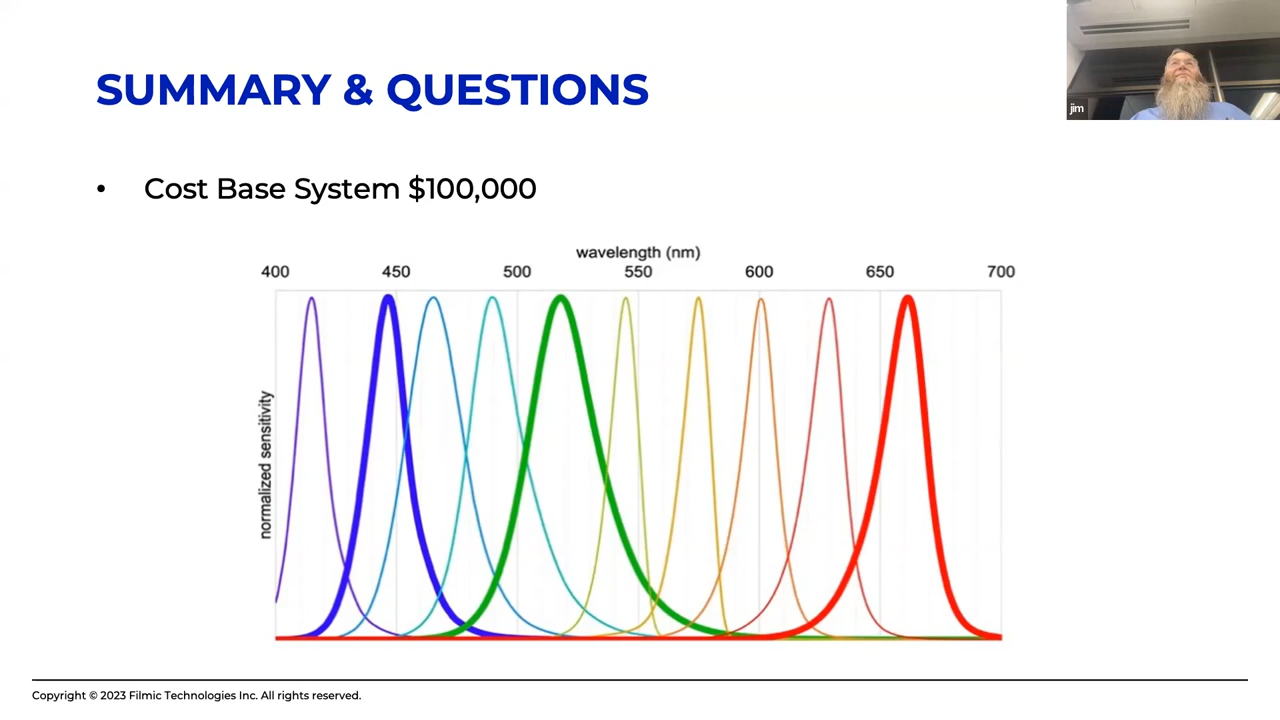 SUMMARY & QUESTIONS
jim
• Cost Base System $100,000
wavelength (nm)
400 450 500 550 600 650 700
normalized sensitivity
Copyright © 2023 Filmic Technologies Inc. All rights reserved.